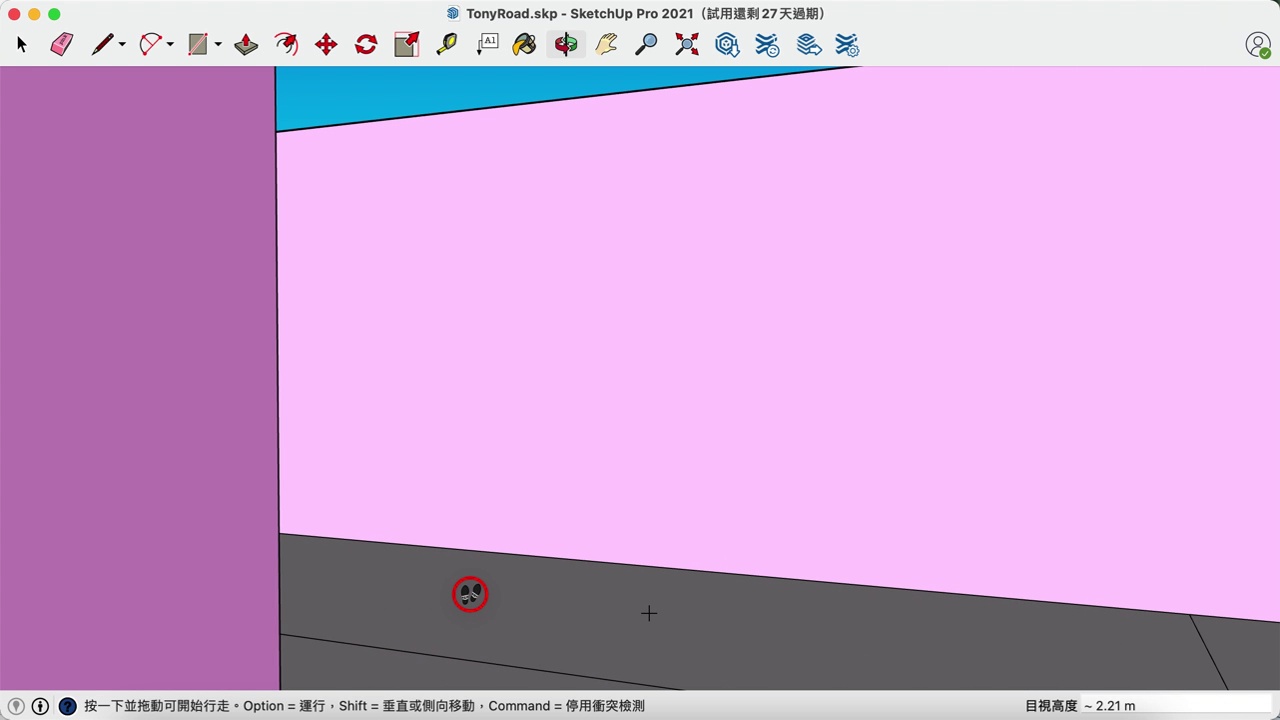 TonyRoad.skp - SketchUp Pro 2021（試用還剩 27 天過期）
A1
按一下並拖動可開始行走。Option = 運行，Shift = 垂直或側向移動，Command = 停用衝突檢測
目視高度 ~ 2.21 m